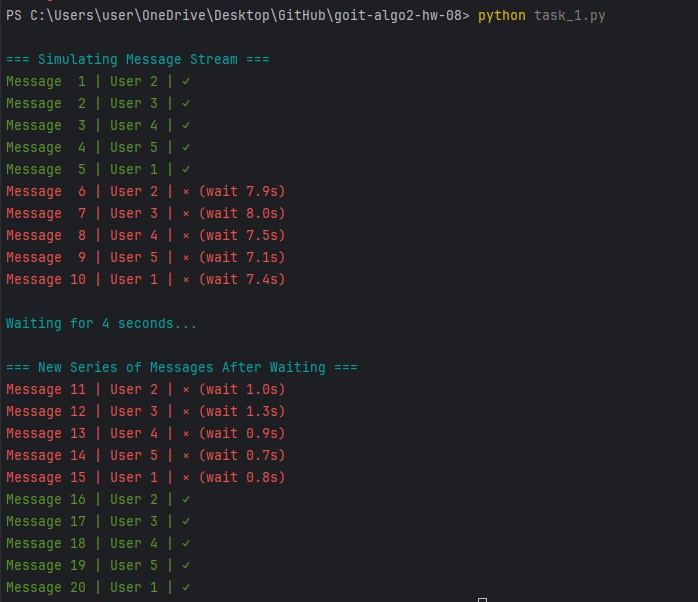 PS C:\Users\user\OneDrive\Desktop\GitHub\goit-algo2-hw-08> python task_1.py
=== Simulating Message Stream ===
Message  1 | User 2 | ✓
Message  2 | User 3 | ✓
Message  3 | User 4 | ✓
Message  4 | User 5 | ✓
Message  5 | User 1 | ✓
Message  6 | User 2 | × (wait 7.9s)
Message  7 | User 3 | × (wait 8.0s)
Message  8 | User 4 | × (wait 7.5s)
Message  9 | User 5 | × (wait 7.1s)
Message 10 | User 1 | × (wait 7.4s)
Waiting for 4 seconds...
=== New Series of Messages After Waiting ===
Message 11 | User 2 | × (wait 1.0s)
Message 12 | User 3 | × (wait 1.3s)
Message 13 | User 4 | × (wait 0.9s)
Message 14 | User 5 | × (wait 0.7s)
Message 15 | User 1 | × (wait 0.8s)
Message 16 | User 2 | ✓
Message 17 | User 3 | ✓
Message 18 | User 4 | ✓
Message 19 | User 5 | ✓
Message 20 | User 1 | ✓